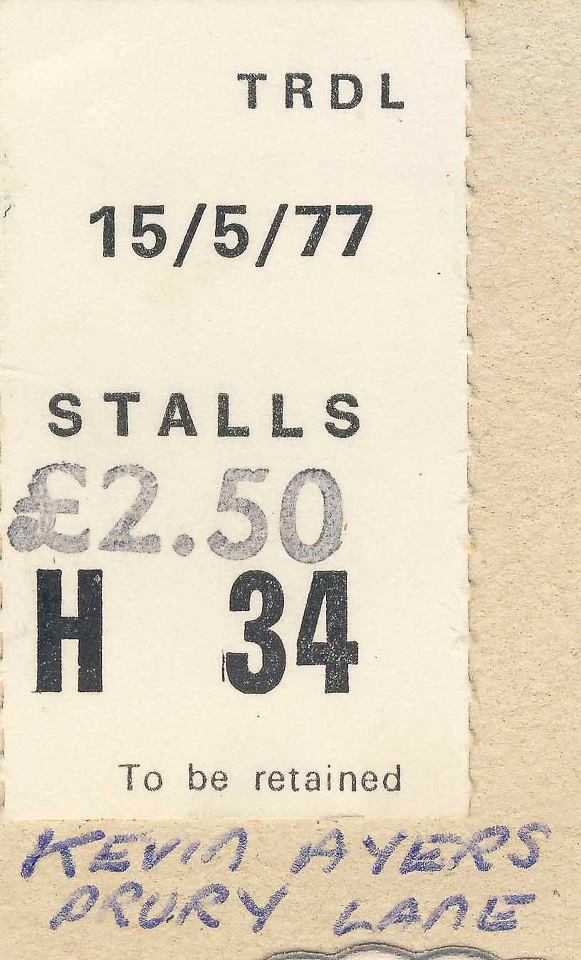 TRDL
15/5/77
STALLS
£2.50
H 34
To be retained
KEVIN AYERS
DRURY LANE